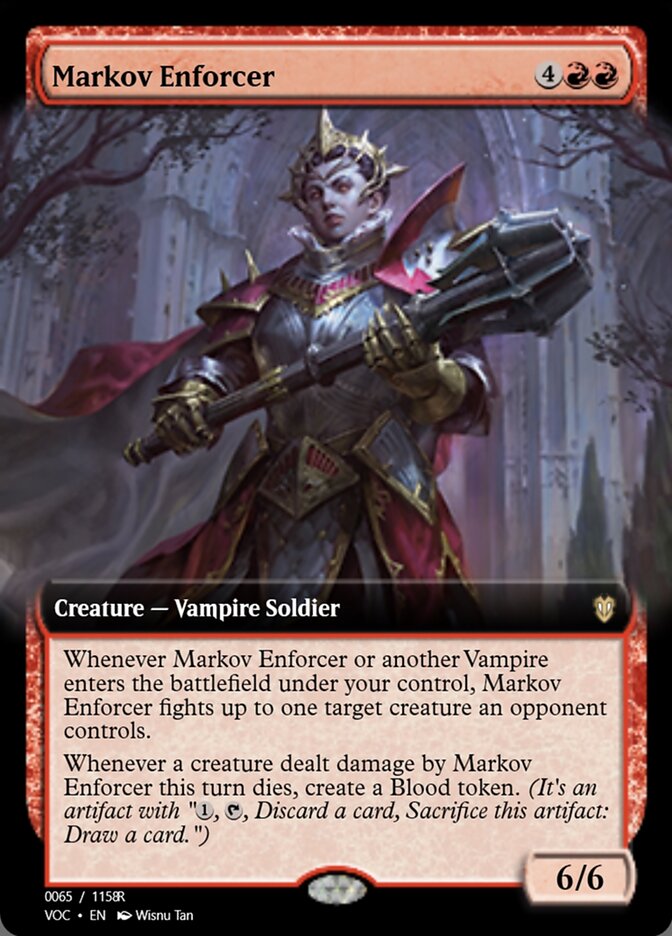 Markov Enforcer 4
Creature — Vampire Soldier
Whenever Markov Enforcer or another Vampire
enters the battlefield under your control, Markov
Enforcer fights up to one target creature an opponent
controls.
Whenever a creature dealt damage by Markov
Enforcer this turn dies, create a Blood token. (It's an
artifact with "1, , Discard a card, Sacrifice this artifact:
Draw a card.")
6/6
0065 / 1158R
VOC • EN Wisnu Tan